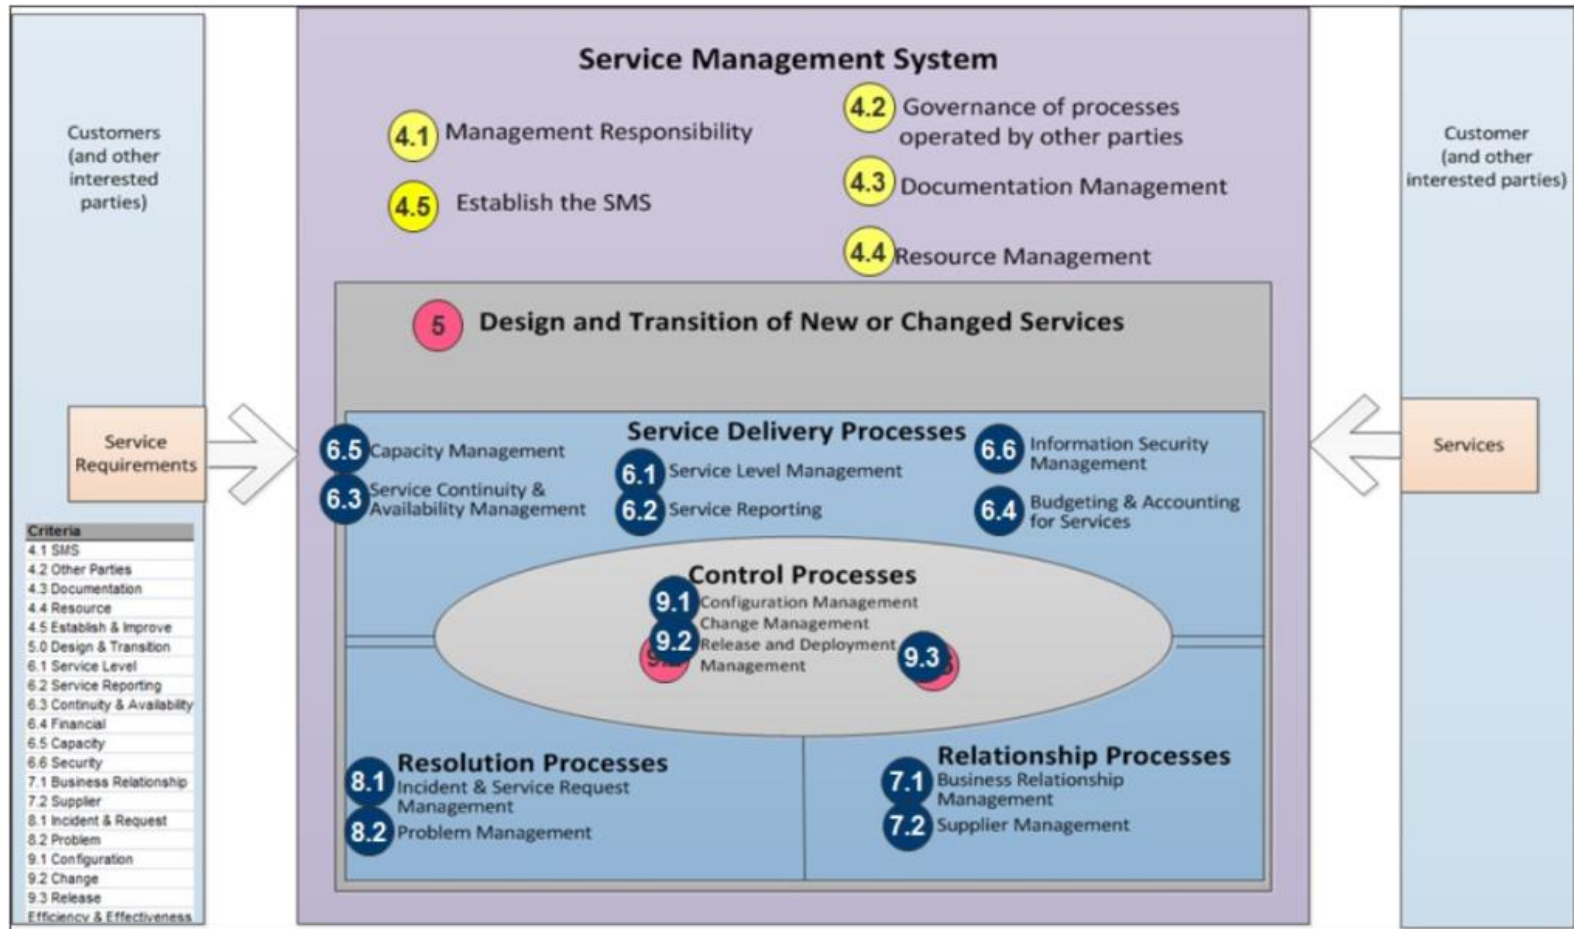 Service Management System
Customers
(and other
interested
parties)
4.1 Management Responsibility
4.2 Governance of processes
operated by other parties
4.5 Establish the SMS
4.3 Documentation Management
4.4 Resource Management
Customer
(and other
interested parties)
5 Design and Transition of New or Changed Services
Service
Requirements
Services
Service Delivery Processes
6.5 Capacity Management
6.3 Service Continuity &
Availability Management
6.1 Service Level Management
6.2 Service Reporting
6.6 Information Security
Management
6.4 Budgeting & Accounting
for Services
Control Processes
9.1 Configuration Management
Change Management
9.2 Release and Deployment
Management
9.3
Resolution Processes
8.1 Incident & Service Request
Management
8.2 Problem Management
Relationship Processes
7.1 Business Relationship
Management
7.2 Supplier Management
Criteria
4.1 SMS
4.2 Other Parties
4.3 Documentation
4.4 Resource
4.5 Establish & Improve
5.0 Design & Transition
6.1 Service Level
6.2 Service Reporting
6.3 Continuity & Availability
6.4 Financial
6.5 Capacity
6.6 Security
7.1 Business Relationship
7.2 Supplier
8.1 Incident & Request
8.2 Problem
9.1 Configuration
9.2 Change
9.3 Release
Efficiency & Effectiveness